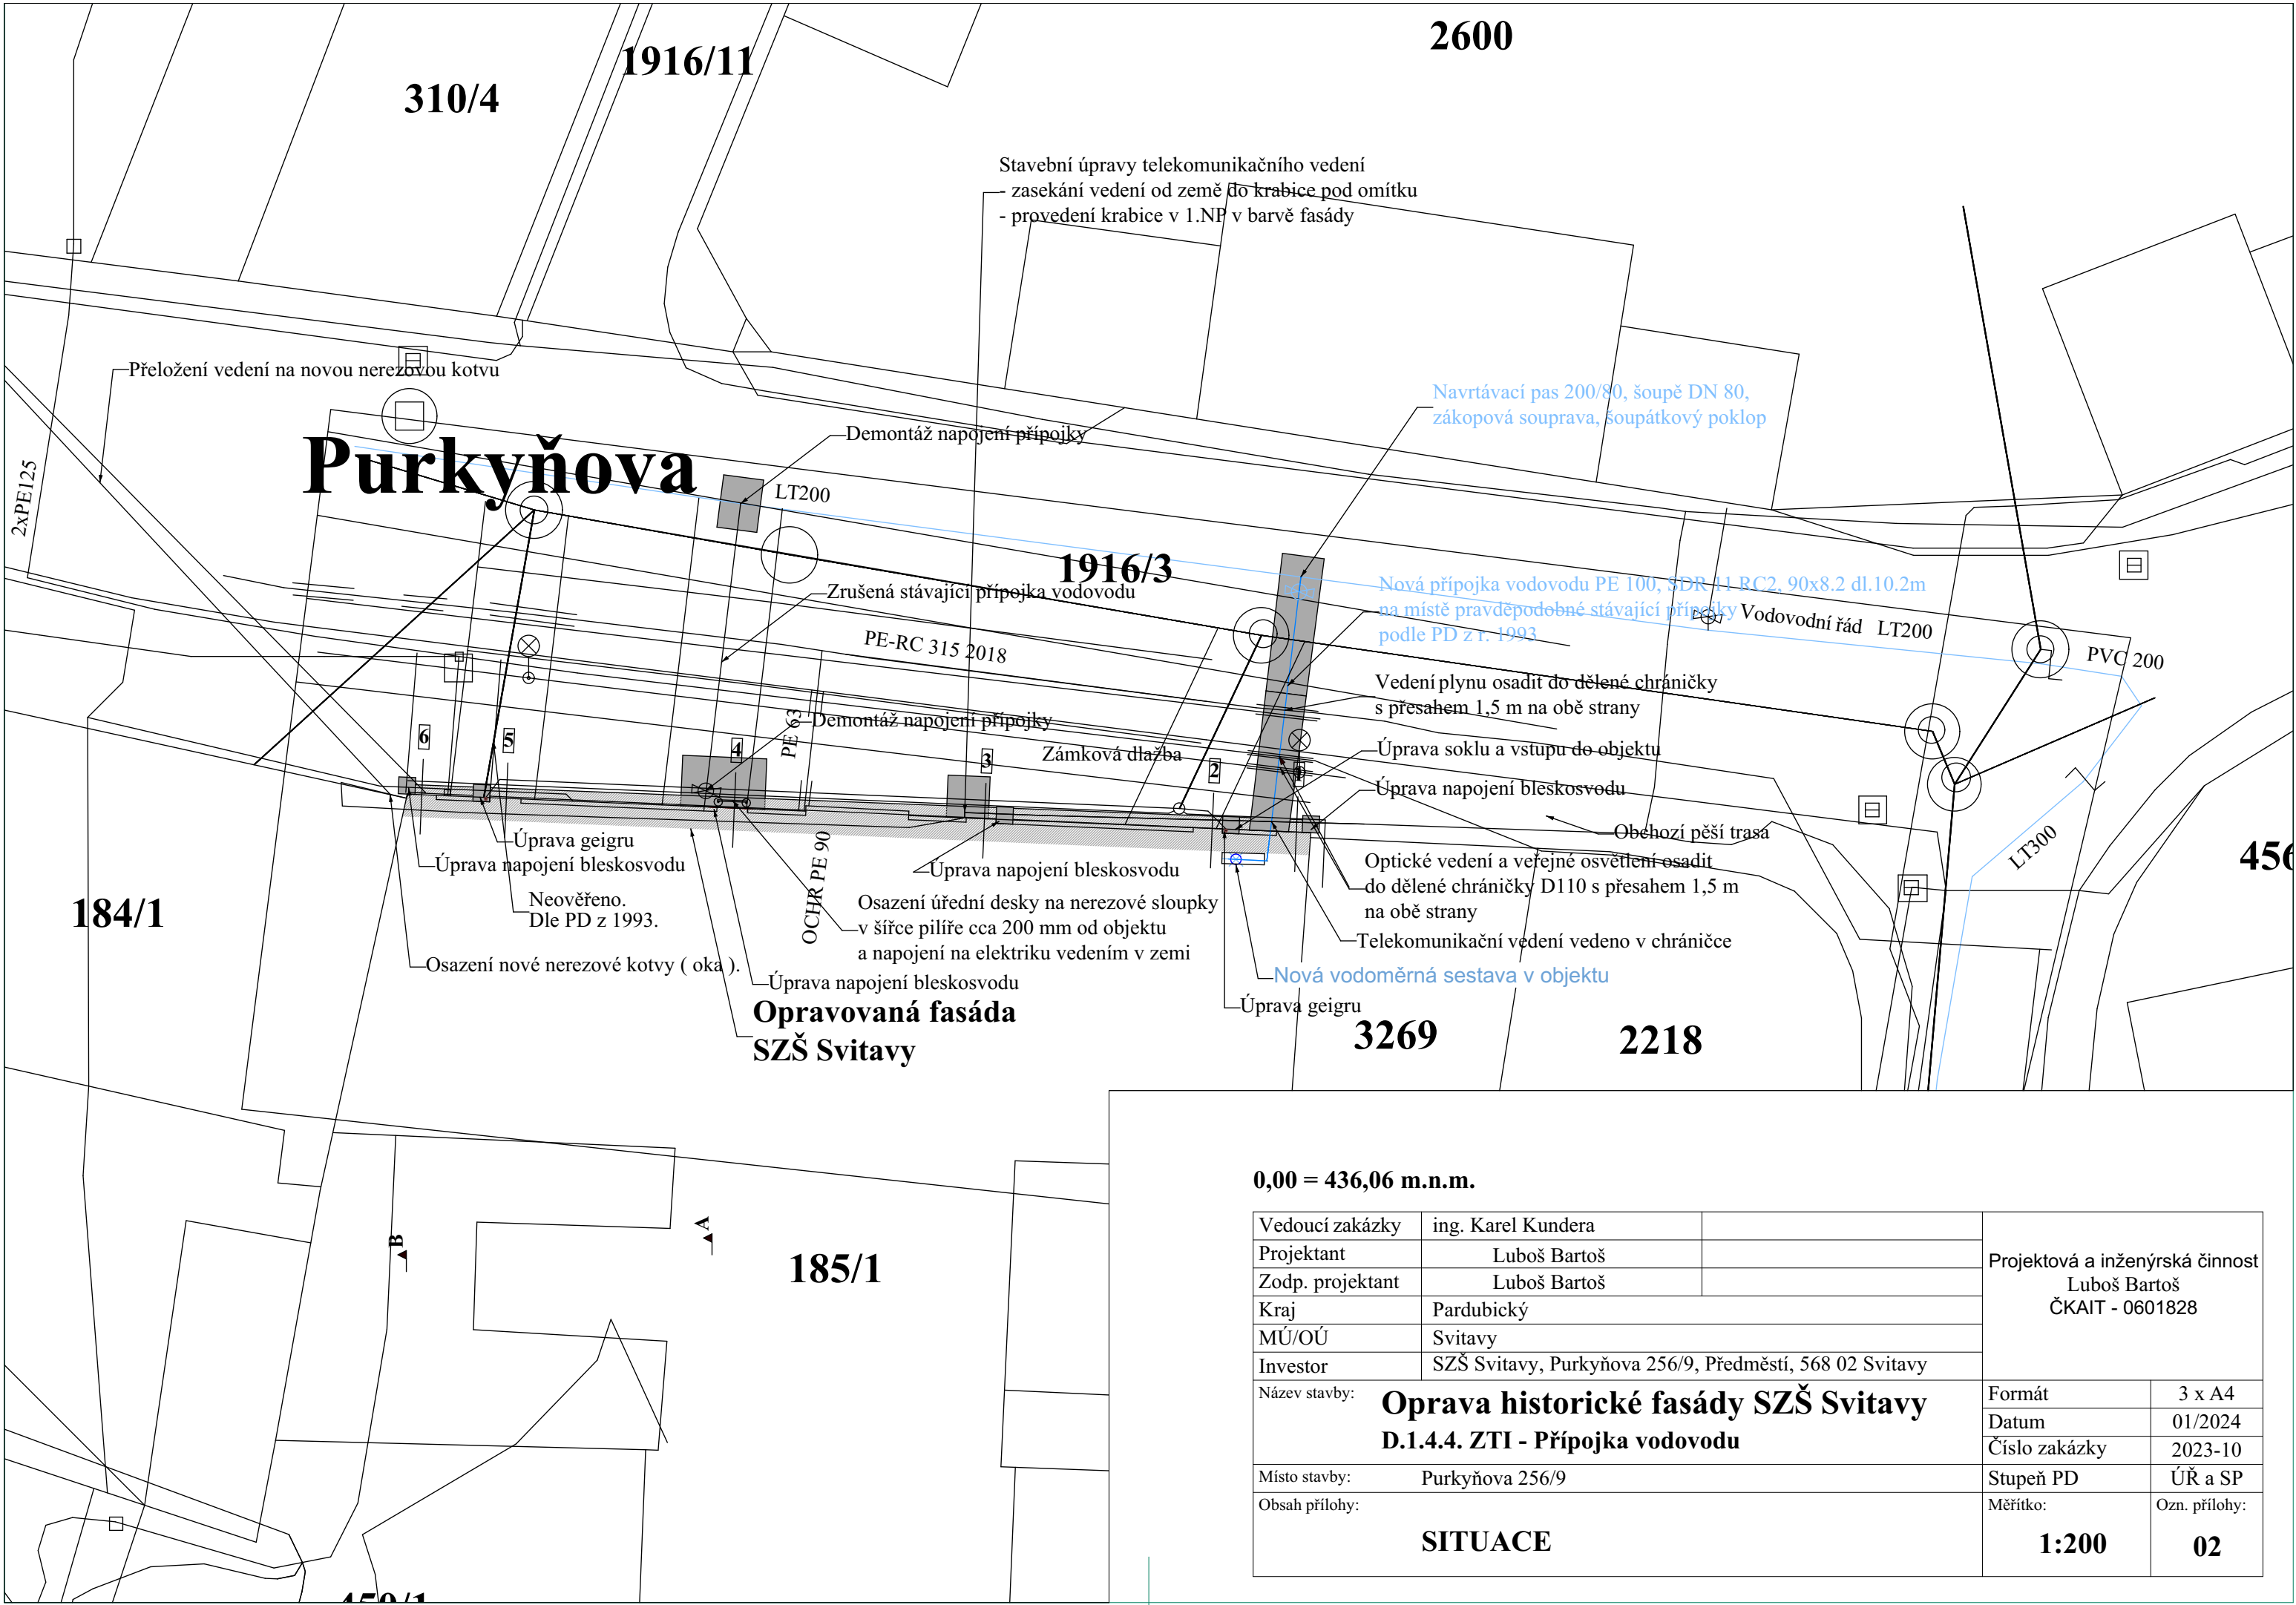 2600
1916/11
310/4
Stavební úpravy telekomunikačního vedení
- zasekání vedení od země do krabice pod omítku
- provedení krabice v 1.NP v barvě fasády
Přeložení vedení na novou nerezovou kotvu
Navrtávací pas 200/80, šoupě DN 80,
zákopová souprava, šoupátkový poklop
Demontáž napojení přípojky
Purkyňova
2xPE125
LT200
1916/3
Zrušená stávající přípojka vodovodu
Nová přípojka vodovodu PE 100, SDR 11 RC2, 90x8.2 dl.10.2m
na místě pravděpodobné stávající přípojky
podle PD z r. 1993
Vodovodní řád LT200
PE-RC 315 2018
PVC 200
Vedení plynu osadit do dělené chráničky
s přesahem 1,5 m na obě strany
PE 63
Demontáž napojení přípojky
Zámková dlažba
Úprava soklu a vstupu do objektu
6
5
4
3
2
1
Úprava napojení bleskosvodu
Obchozí pěší trasa
Úprava geigru
Úprava napojení bleskosvodu
OCHR PE 90
Úprava napojení bleskosvodu
Optické vedení a veřejné osvětlení osadit
do dělené chráničky D110 s přesahem 1,5 m
na obě strany
LT300
456
184/1
Neověřeno.
Dle PD z 1993.
Osazení úřední desky na nerezové sloupky
v šířce pilíře cca 200 mm od objektu
a napojení na elektriku vedením v zemi
Telekomunikační vedení vedeno v chráničce
Osazení nové nerezové kotvy ( oka ).
Úprava napojení bleskosvodu
Nová vodoměrná sestava v objektu
Úprava geigru
Opravovaná fasáda
SZŠ Svitavy
3269
2218
B
A
185/1
459/1
0,00 = 436,06 m.n.m.
Vedoucí zakázky ing. Karel Kundera
Projektant Luboš Bartoš
Zodp. projektant Luboš Bartoš
Kraj Pardubický
MÚ/OÚ Svitavy
Investor SZŠ Svitavy, Purkyňova 256/9, Předměstí, 568 02 Svitavy
Projektová a inženýrská činnost
Luboš Bartoš
ČKAIT - 0601828
Název stavby: Oprava historické fasády SZŠ Svitavy
D.1.4.4. ZTI - Přípojka vodovodu
Formát 3 x A4
Datum 01/2024
Číslo zakázky 2023-10
Místo stavby: Purkyňova 256/9
Stupeň PD ÚŘ a SP
Obsah přílohy:
SITUACE
Měřítko:
1:200
Ozn. přílohy:
02